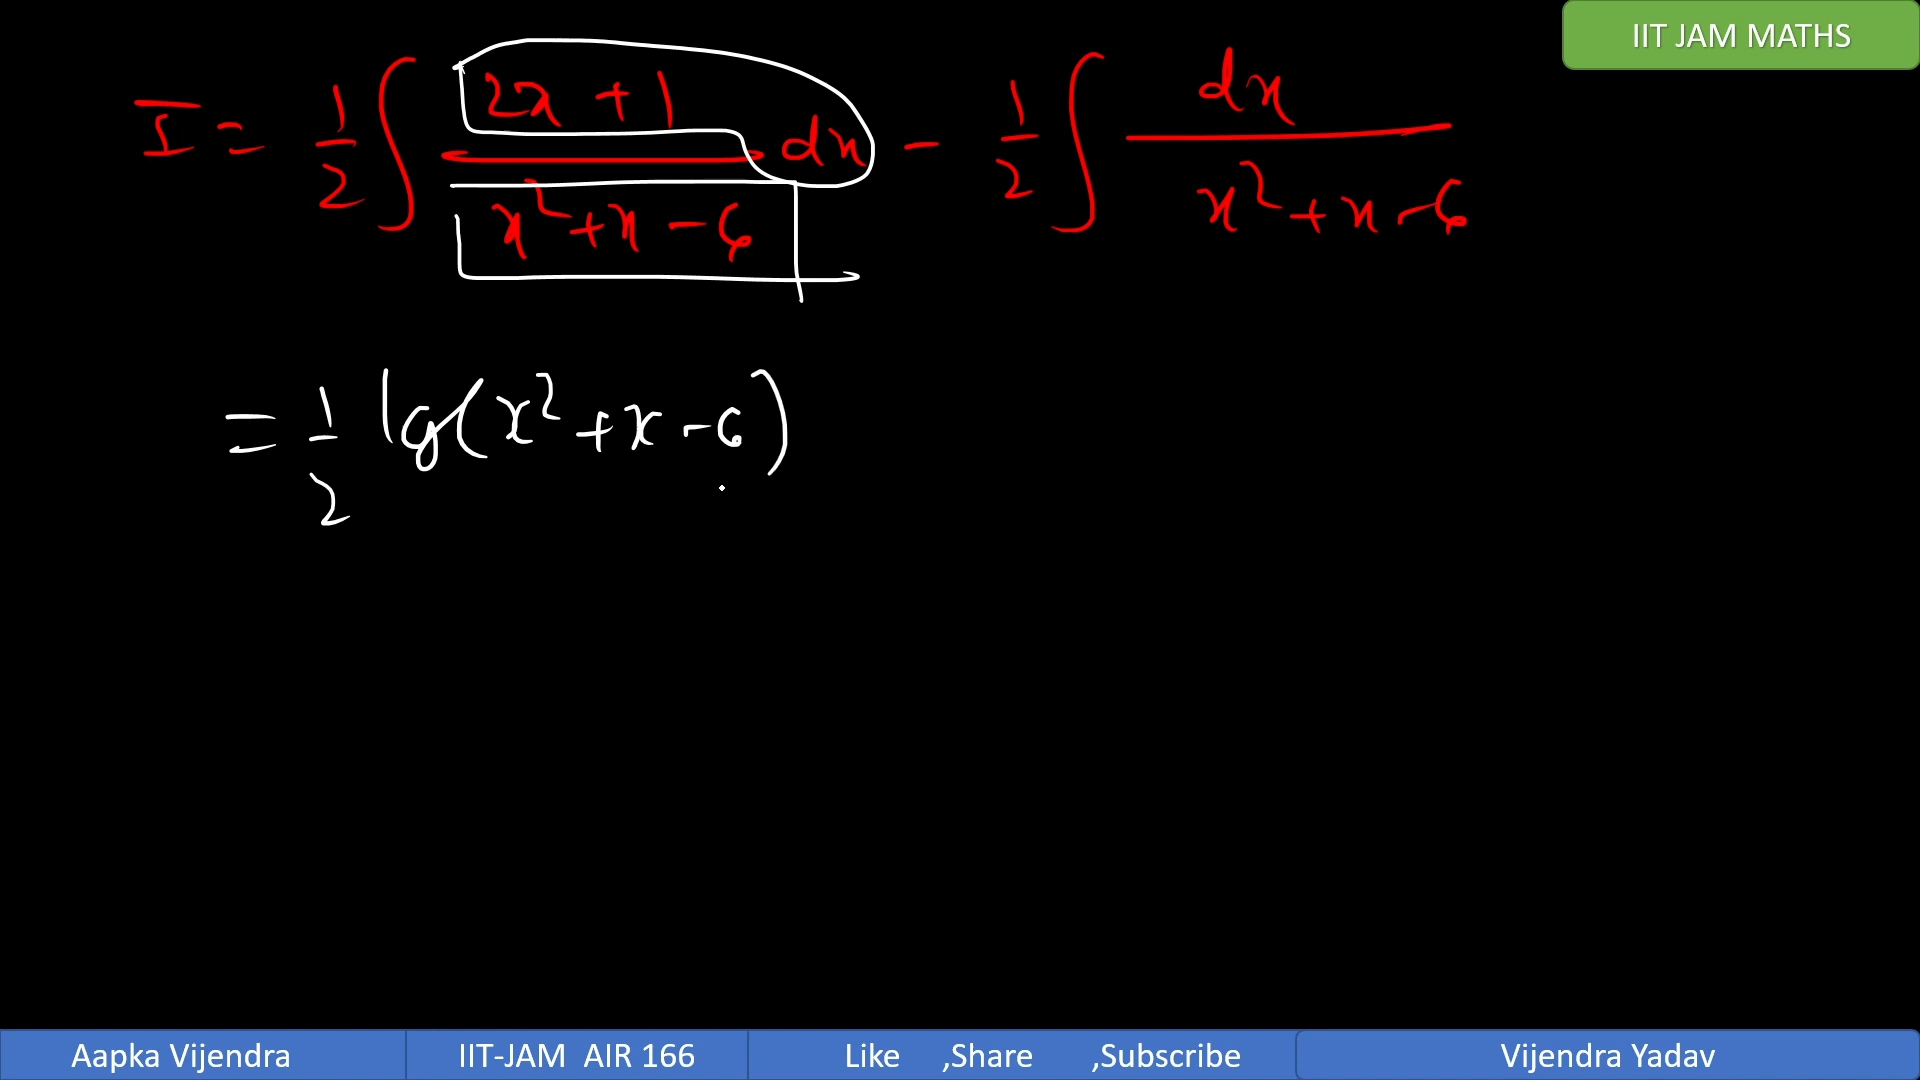 IIT JAM MATHS
I = 1/2 ∫ (2x + 1)/(x² + x - 6) dx - 1/2 ∫ dx/(x² + x - 6)
= 1/2 lg(x² + x - 6)
Aapka Vijendra IIT-JAM AIR 166 Like ,Share ,Subscribe Vijendra Yadav